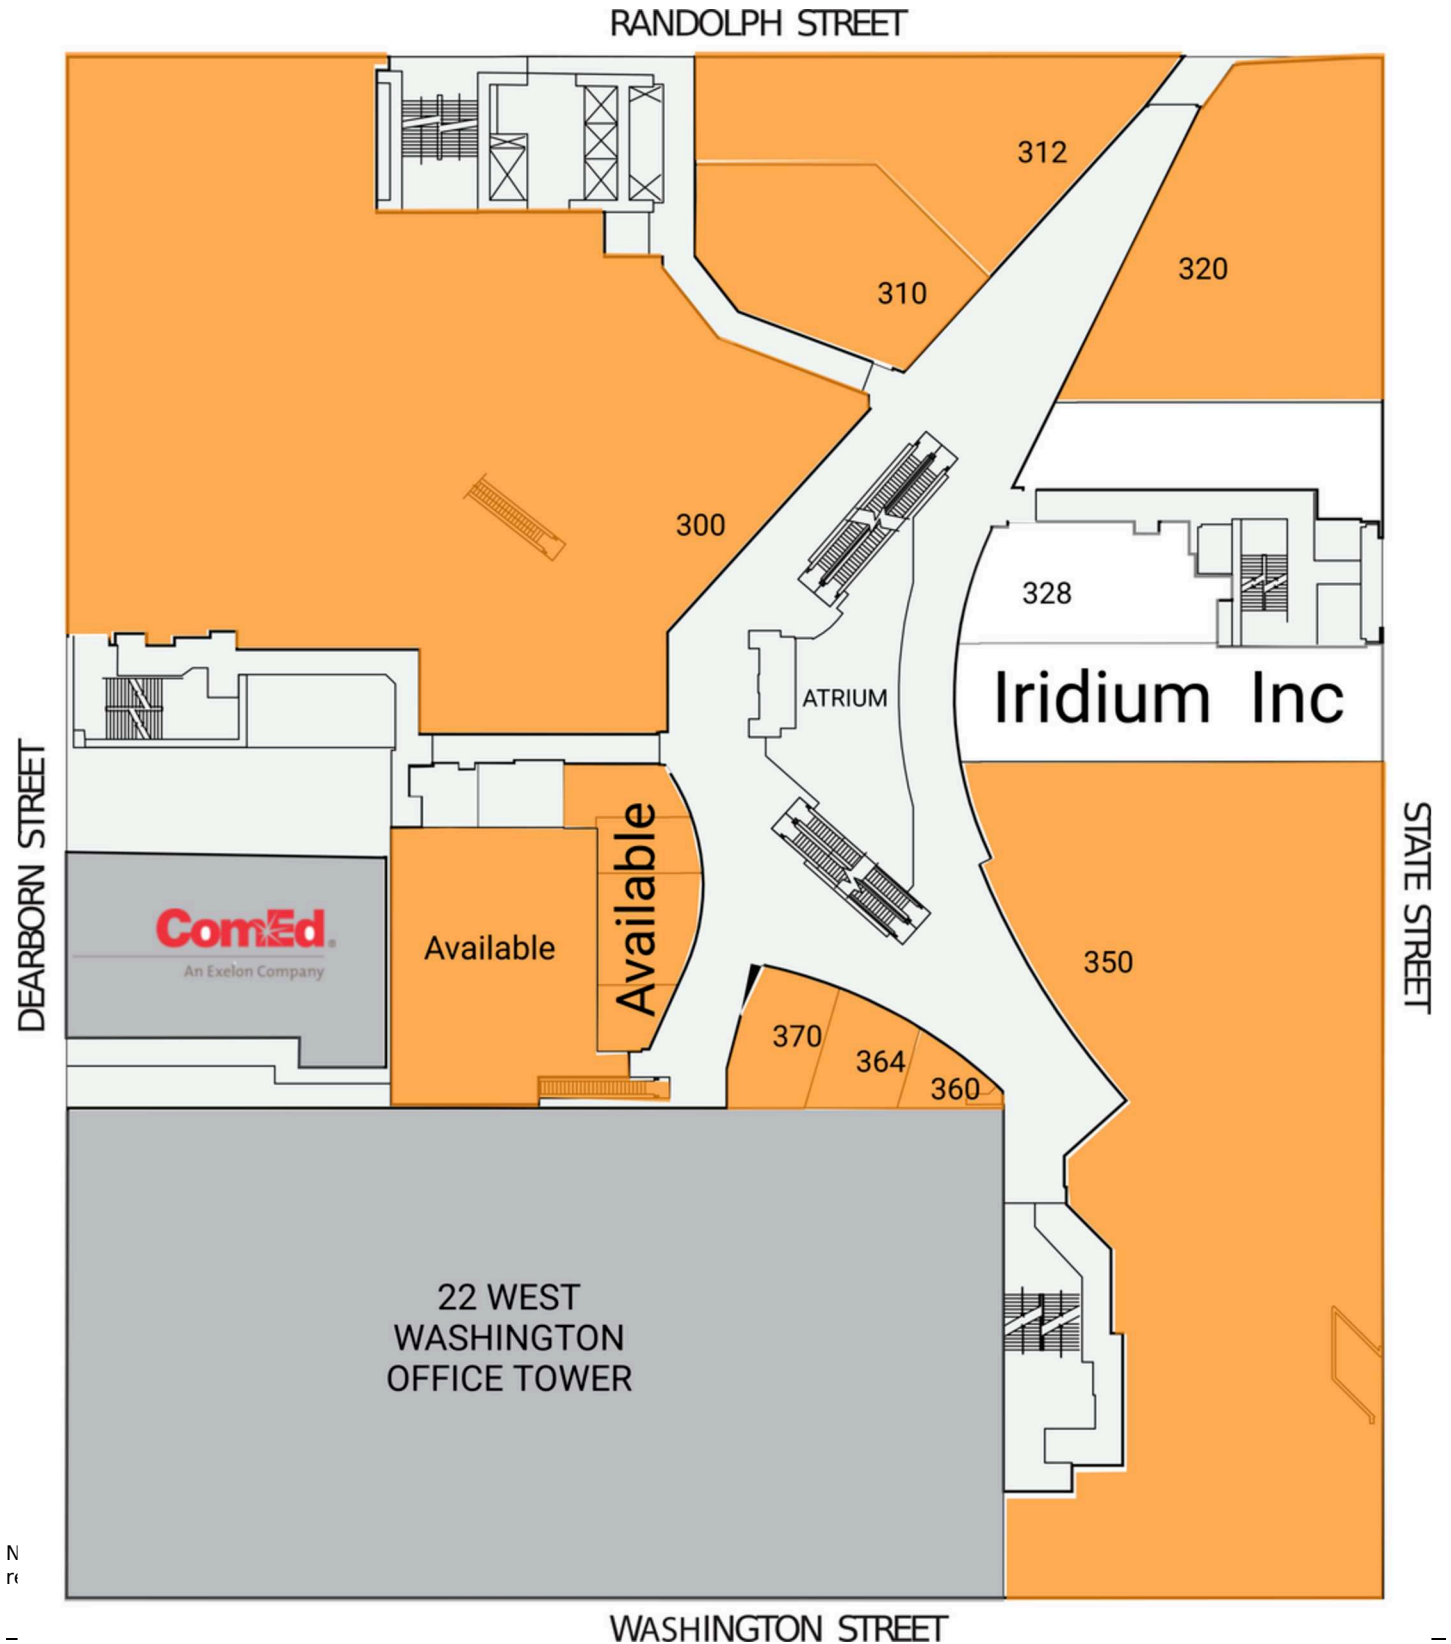 RANDOLPH STREET
312
320
310
300
328
Iridium Inc
ATRIUM
DEARBORN STREET
STATE STREET
Available
ComEd
An Exelon Company
Available
350
370
364
360
22 WEST
WASHINGTON
OFFICE TOWER
N
re
WASHINGTON STREET